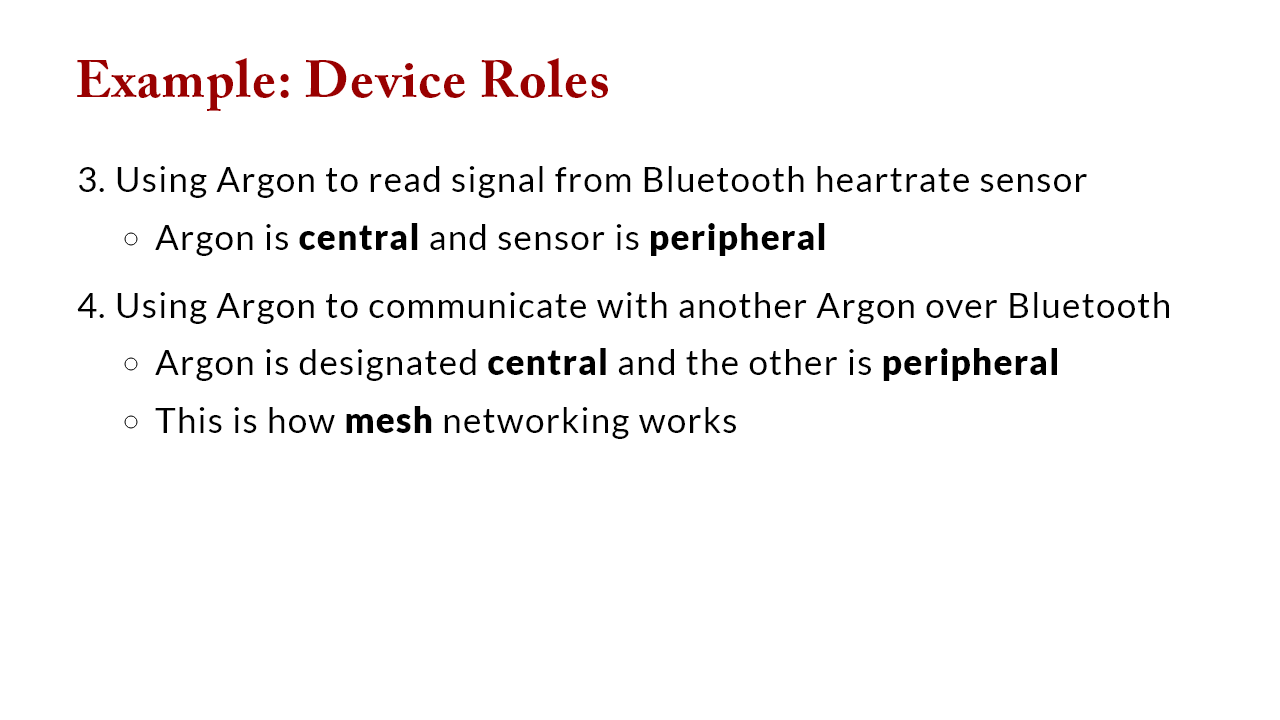 Example: Device Roles
3. Using Argon to read signal from Bluetooth heartrate sensor
○ Argon is central and sensor is peripheral
4. Using Argon to communicate with another Argon over Bluetooth
○ Argon is designated central and the other is peripheral
○ This is how mesh networking works